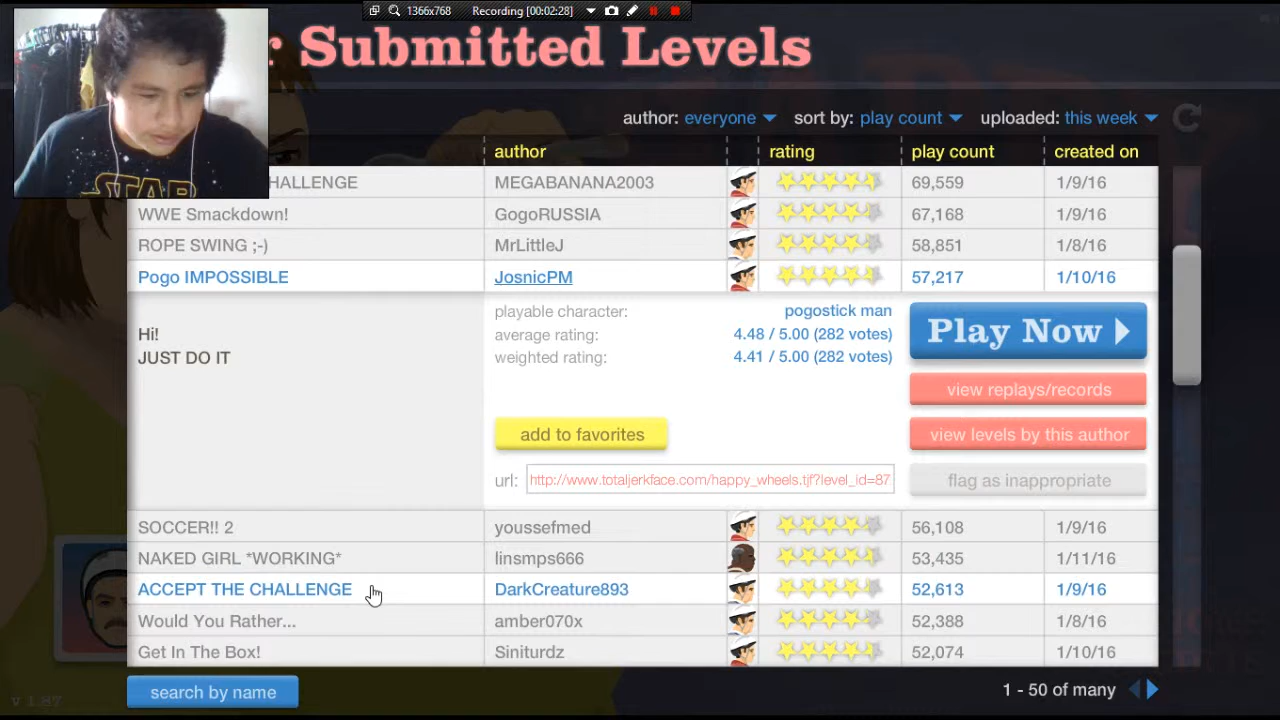 1366x768 Recording [00:02:28]
r Submitted Levels
STAR
author: everyone sort by: play count uploaded: this week
author rating play count created on
HALLENGE MEGABANANA2003 69,559 1/9/16
WWE Smackdown! GogoRUSSIA 67,168 1/9/16
ROPE SWING ;-) MrLittleJ 58,851 1/8/16
Pogo IMPOSSIBLE JosnicPM 57,217 1/10/16
Hi!
JUST DO IT
playable character: pogostick man
average rating: 4.48 / 5.00 (282 votes)
weighted rating: 4.41 / 5.00 (282 votes)
Play Now
view replays/records
add to favorites
view levels by this author
url: http://www.totaljerkface.com/happy_wheels.tjf?level_id=87
flag as inappropriate
SOCCER!! 2 youssefmed 56,108 1/9/16
NAKED GIRL *WORKING* linsmps666 53,435 1/11/16
ACCEPT THE CHALLENGE DarkCreature893 52,613 1/9/16
Would You Rather... amber070x 52,388 1/8/16
Get In The Box! Siniturdz 52,074 1/10/16
search by name
1 - 50 of many
v 1.87